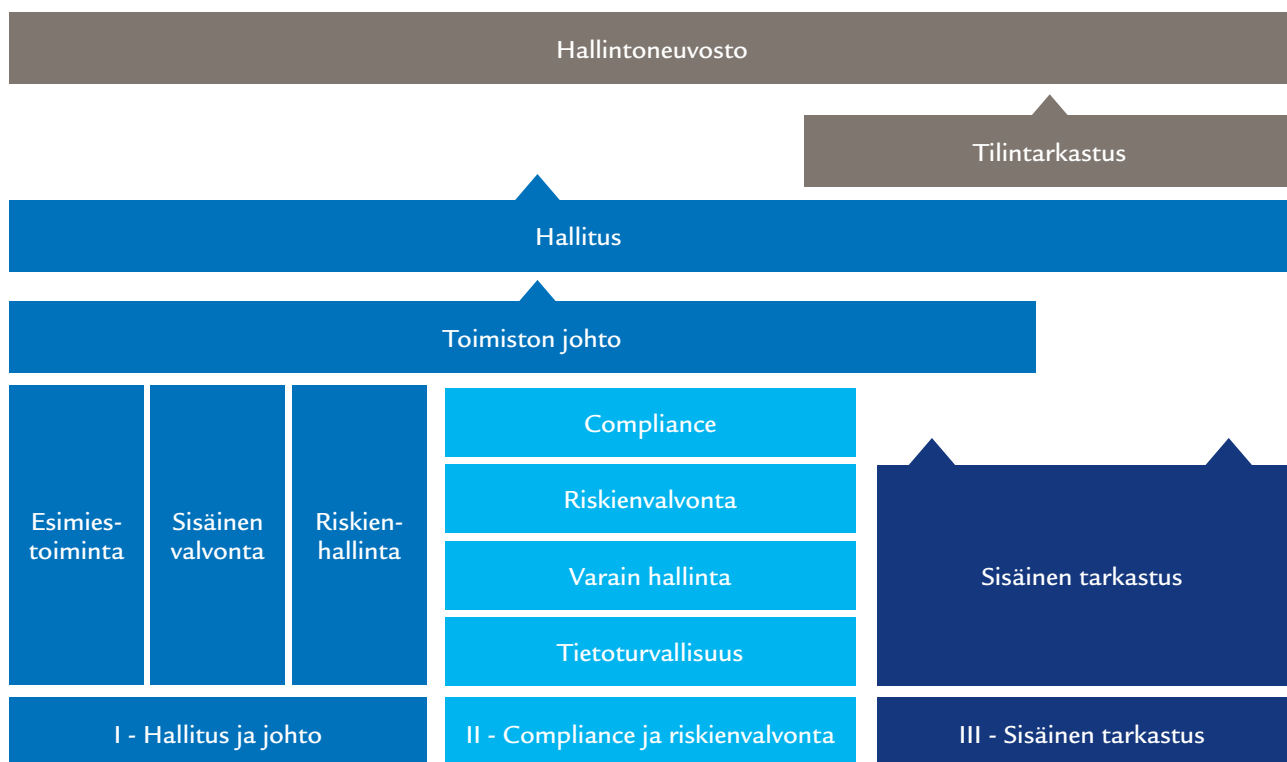 Hallintoneuvosto
Tilintarkastus
Hallitus
Toimiston johto
Esimies-
toiminta
Sisäinen
valvonta
Riskien-
hallinta
Compliance
Riskienvalvonta
Varain hallinta
Tietoturvallisuus
Sisäinen tarkastus
I - Hallitus ja johto
II - Compliance ja riskienvalvonta
III - Sisäinen tarkastus